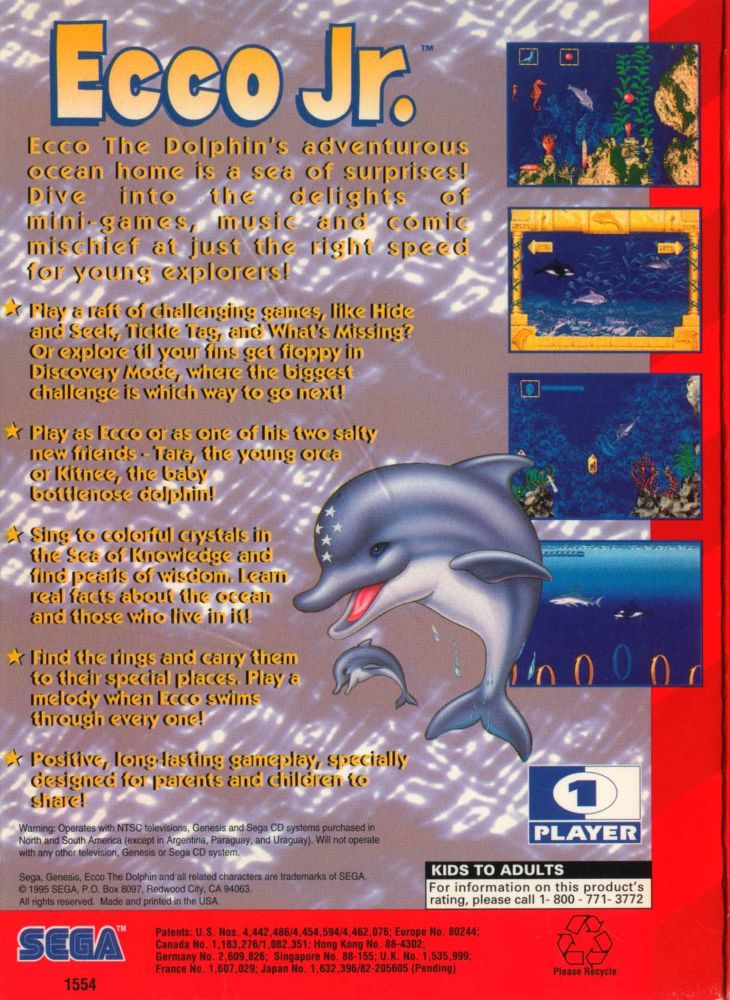 Ecco Jr.™
Ecco The Dolphin's adventurous
ocean home is a sea of surprises!
Dive into the delights of
mini-games, music and comic
mischief at just the right speed
for young explorers!
Play a raft of challenging games, like Hide
and Seek, Tickle Tag, and What's Missing?
Or explore til your fins get floppy in
Discovery Mode, where the biggest
challenge is which way to go next!
Play as Ecco or as one of his two salty
new friends - Tara, the young orca
or Kitnee, the baby
bottlenose dolphin!
Sing to colorful crystals in
the Sea of Knowledge and
find pearls of wisdom. Learn
real facts about the ocean
and those who live in it!
Find the rings and carry them
to their special places. Play a
melody when Ecco swims
through every one!
Positive, long-lasting gameplay, specially
designed for parents and children to
share!
Warning: Operates with NTSC televisions, Genesis and Sega CD systems purchased in
North and South America (except in Argentina, Paraguay, and Uraguay). Will not operate
with any other television, Genesis or Sega CD system.
Sega, Genesis, Ecco The Dolphin and all related characters are trademarks of SEGA.
© 1995 SEGA, P.O. Box 8097, Redwood City, CA 94063.
All rights reserved. Made and printed in the USA.
1
PLAYER
KIDS TO ADULTS
For information on this product's
rating, please call 1- 800 - 771- 3772
SEGA™
1554
Patents: U.S. Nos. 4,442,486/4,454,594/4,462,076; Europe No. 80244;
Canada No. 1,183,276/1,082,351; Hong Kong No. 88-4302;
Germany No. 2,609,826; Singapore No. 88-155; U.K. No. 1,535,999;
France No. 1,607,029; Japan No. 1,632,396/82-205605 (Pending)
Please Recycle